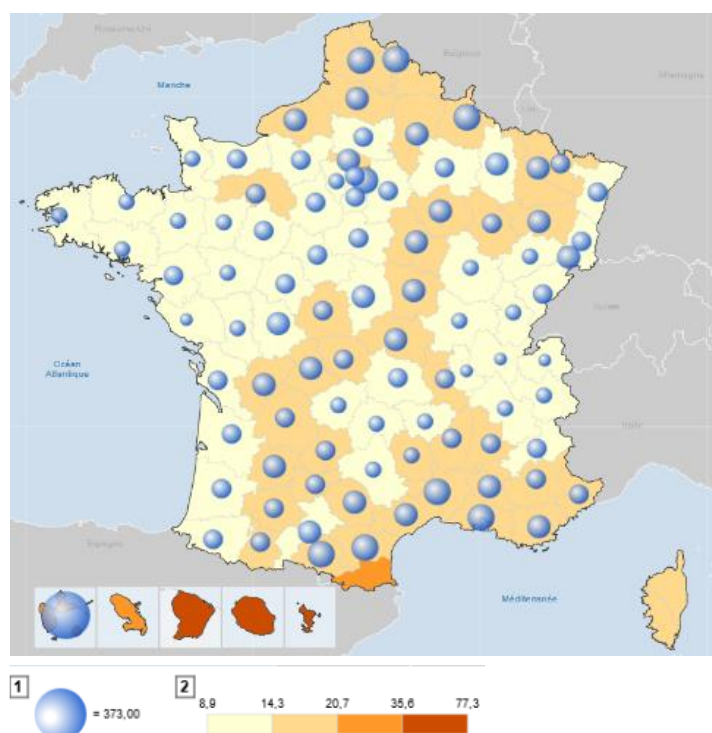 Royaume-Uni
Belgique
Allemagne
Manche
Suisse
Océan
Atlantique
Italie
Espagne
Méditerranée
1
2
8,9 14,3 20,7 35,6 77,3
= 373,00